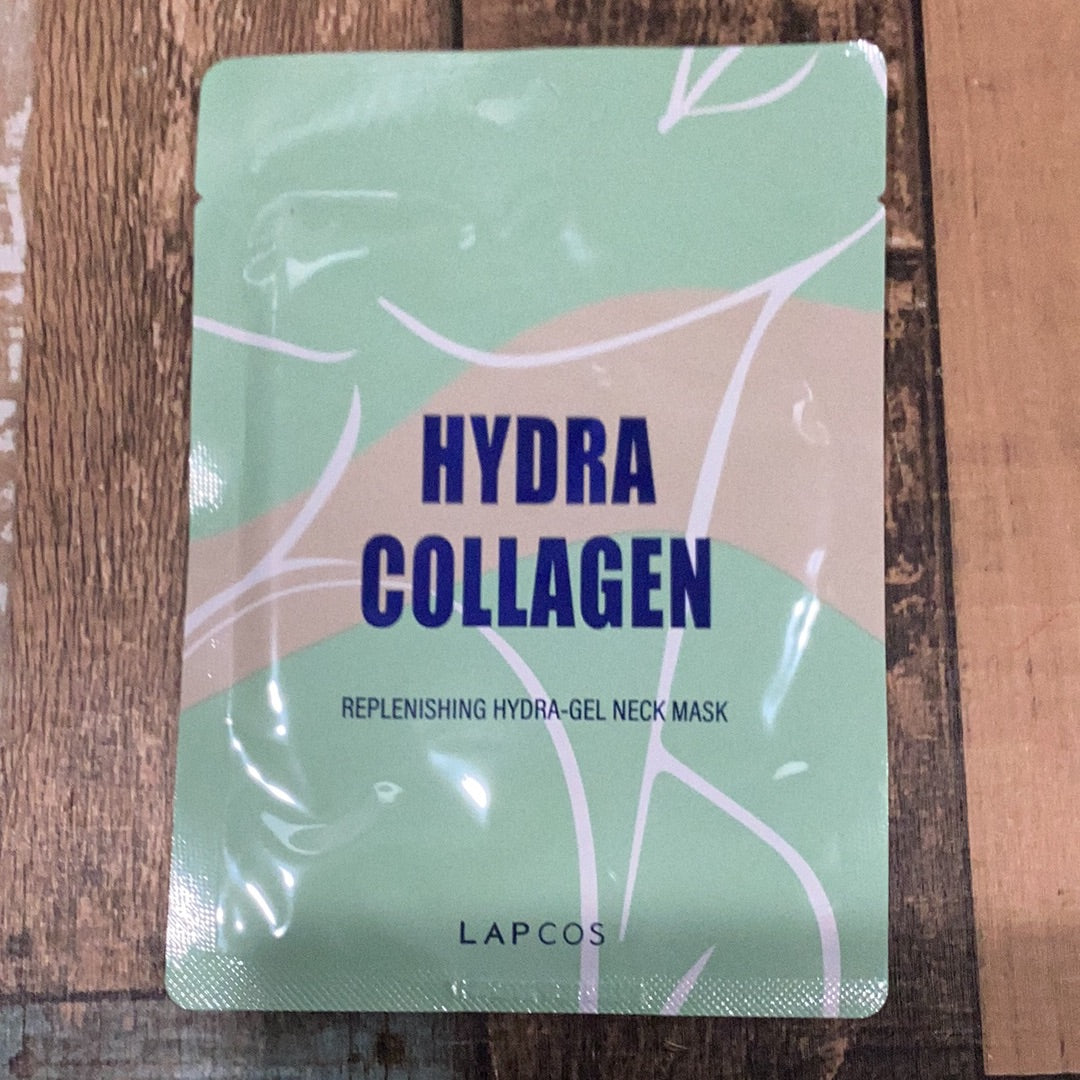 HYDRA
COLLAGEN
REPLENISHING HYDRA-GEL NECK MASK
LAPCOS